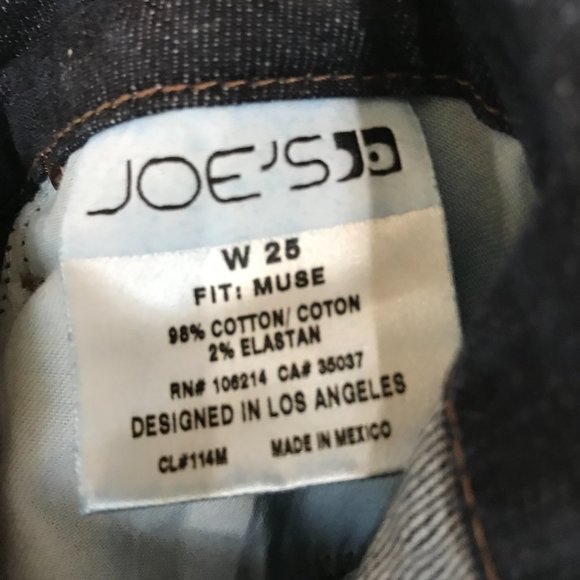 JOE'S
W 25
FIT: MUSE
98% COTTON/ COTON
2% ELASTAN
RN# 106214 CA# 35037
DESIGNED IN LOS ANGELES
CL#114M MADE IN MEXICO